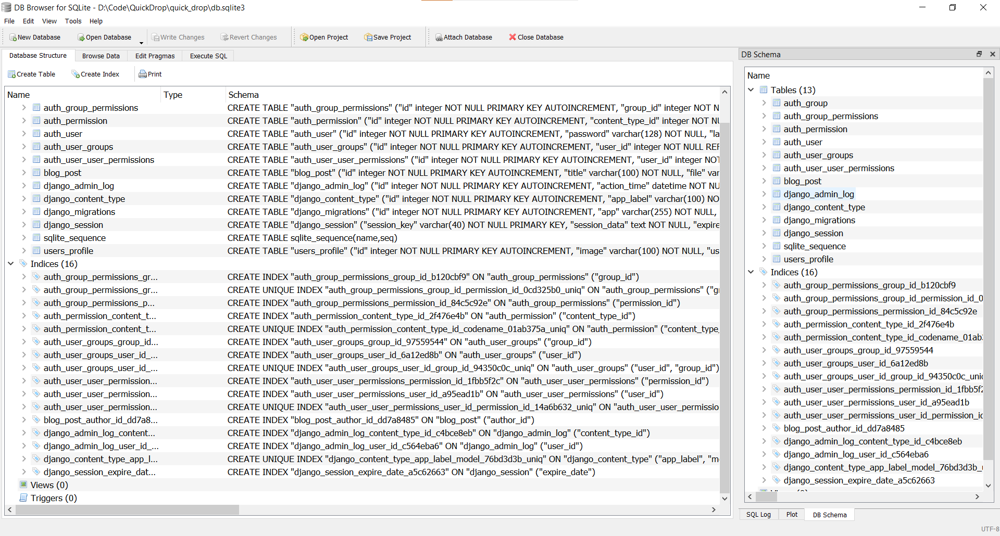 DB Browser for SQLite - D:\Code\QuickDrop\quick_drop\db.sqlite3
File Edit View Tools Help
New Database Open Database Write Changes Revert Changes Open Project Save Project Attach Database Close Database
Database Structure Browse Data Edit Pragmas Execute SQL
Create Table Create Index Print
Name Type Schema
auth_group_permissions CREATE TABLE "auth_group_permissions" ("id" integer NOT NULL PRIMARY KEY AUTOINCREMENT, "group_id" integer NOT N
auth_permission CREATE TABLE "auth_permission" ("id" integer NOT NULL PRIMARY KEY AUTOINCREMENT, "content_type_id" integer NOT NU
auth_user CREATE TABLE "auth_user" ("id" integer NOT NULL PRIMARY KEY AUTOINCREMENT, "password" varchar(128) NOT NULL, "la
auth_user_groups CREATE TABLE "auth_user_groups" ("id" integer NOT NULL PRIMARY KEY AUTOINCREMENT, "user_id" integer NOT NULL REF
auth_user_user_permissions CREATE TABLE "auth_user_user_permissions" ("id" integer NOT NULL PRIMARY KEY AUTOINCREMENT, "user_id" integer NOT
blog_post CREATE TABLE "blog_post" ("id" integer NOT NULL PRIMARY KEY AUTOINCREMENT, "title" varchar(100) NOT NULL, "file" var
django_admin_log CREATE TABLE "django_admin_log" ("id" integer NOT NULL PRIMARY KEY AUTOINCREMENT, "action_time" datetime NOT NU
django_content_type CREATE TABLE "django_content_type" ("id" integer NOT NULL PRIMARY KEY AUTOINCREMENT, "app_label" varchar(100) NO
django_migrations CREATE TABLE "django_migrations" ("id" integer NOT NULL PRIMARY KEY AUTOINCREMENT, "app" varchar(255) NOT NULL,
django_session CREATE TABLE "django_session" ("session_key" varchar(40) NOT NULL PRIMARY KEY, "session_data" text NOT NULL, "expire
sqlite_sequence CREATE TABLE sqlite_sequence(name,seq)
users_profile CREATE TABLE "users_profile" ("id" integer NOT NULL PRIMARY KEY AUTOINCREMENT, "image" varchar(100) NOT NULL, "us
Indices (16)
auth_group_permissions_gr... CREATE INDEX "auth_group_permissions_group_id_b120cbf9" ON "auth_group_permissions" ("group_id")
auth_group_permissions_gr... CREATE UNIQUE INDEX "auth_group_permissions_group_id_permission_id_0cd325b0_uniq" ON "auth_group_permissions" ("gr
auth_group_permissions_p... CREATE INDEX "auth_group_permissions_permission_id_84c5c92e" ON "auth_group_permissions" ("permission_id")
auth_permission_content_t... CREATE INDEX "auth_permission_content_type_id_2f476e4b" ON "auth_permission" ("content_type_id")
auth_permission_content_t... CREATE UNIQUE INDEX "auth_permission_content_type_id_codename_01ab375a_uniq" ON "auth_permission" ("content_type_
auth_user_groups_group_id... CREATE INDEX "auth_user_groups_group_id_97559544" ON "auth_user_groups" ("group_id")
auth_user_groups_user_id_... CREATE INDEX "auth_user_groups_user_id_6a12ed8b" ON "auth_user_groups" ("user_id")
auth_user_groups_user_id_... CREATE UNIQUE INDEX "auth_user_groups_user_id_group_id_94350c0c_uniq" ON "auth_user_groups" ("user_id", "group_id")
auth_user_user_permission... CREATE INDEX "auth_user_user_permissions_permission_id_1fbb5f2c" ON "auth_user_user_permissions" ("permission_id")
auth_user_user_permission... CREATE INDEX "auth_user_user_permissions_user_id_a95ead1b" ON "auth_user_user_permissions" ("user_id")
auth_user_user_permission... CREATE UNIQUE INDEX "auth_user_user_permissions_user_id_permission_id_14a6b632_uniq" ON "auth_user_user_permissio
blog_post_author_id_dd7a8... CREATE INDEX "blog_post_author_id_dd7a8485" ON "blog_post" ("author_id")
django_admin_log_content... CREATE INDEX "django_admin_log_content_type_id_c4bce8eb" ON "django_admin_log" ("content_type_id")
django_admin_log_user_id_... CREATE INDEX "django_admin_log_user_id_c564eba6" ON "django_admin_log" ("user_id")
django_content_type_app_l... CREATE UNIQUE INDEX "django_content_type_app_label_model_76bd3d3b_uniq" ON "django_content_type" ("app_label", "mo
django_session_expire_dat... CREATE INDEX "django_session_expire_date_a5c62663" ON "django_session" ("expire_date")
Views (0)
Triggers (0)
DB Schema
Name
Tables (13)
auth_group
auth_group_permissions
auth_permission
auth_user
auth_user_groups
auth_user_user_permissions
blog_post
django_admin_log
django_content_type
django_migrations
django_session
sqlite_sequence
users_profile
Indices (16)
auth_group_permissions_group_id_b120cbf9
auth_group_permissions_group_id_permission_id_0
auth_group_permissions_permission_id_84c5c92e
auth_permission_content_type_id_2f476e4b
auth_permission_content_type_id_codename_01ab3
auth_user_groups_group_id_97559544
auth_user_groups_user_id_6a12ed8b
auth_user_groups_user_id_group_id_94350c0c_uniq
auth_user_user_permissions_permission_id_1fbb5f2
auth_user_user_permissions_user_id_a95ead1b
auth_user_user_permissions_user_id_permission_id
blog_post_author_id_dd7a8485
django_admin_log_content_type_id_c4bce8eb
django_admin_log_user_id_c564eba6
django_content_type_app_label_model_76bd3d3b_u
django_session_expire_date_a5c62663
SQL Log Plot DB Schema
UTF-8